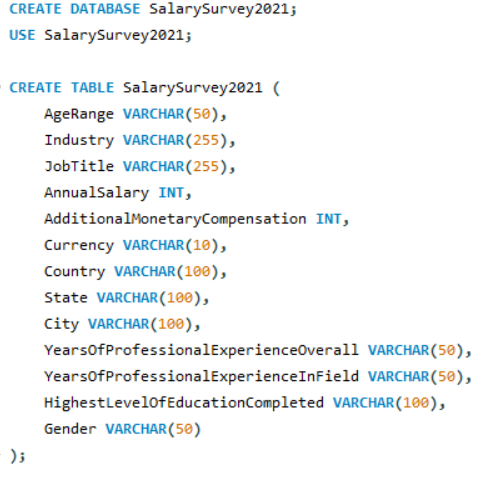 CREATE DATABASE SalarySurvey2021;
USE SalarySurvey2021;
CREATE TABLE SalarySurvey2021 (
AgeRange VARCHAR(50),
Industry VARCHAR(255),
JobTitle VARCHAR(255),
AnnualSalary INT,
AdditionalMonetaryCompensation INT,
Currency VARCHAR(10),
Country VARCHAR(100),
State VARCHAR(100),
City VARCHAR(100),
YearsOfProfessionalExperienceOverall VARCHAR(50),
YearsOfProfessionalExperienceInField VARCHAR(50),
HighestLevelOfEducationCompleted VARCHAR(100),
Gender VARCHAR(50)
);